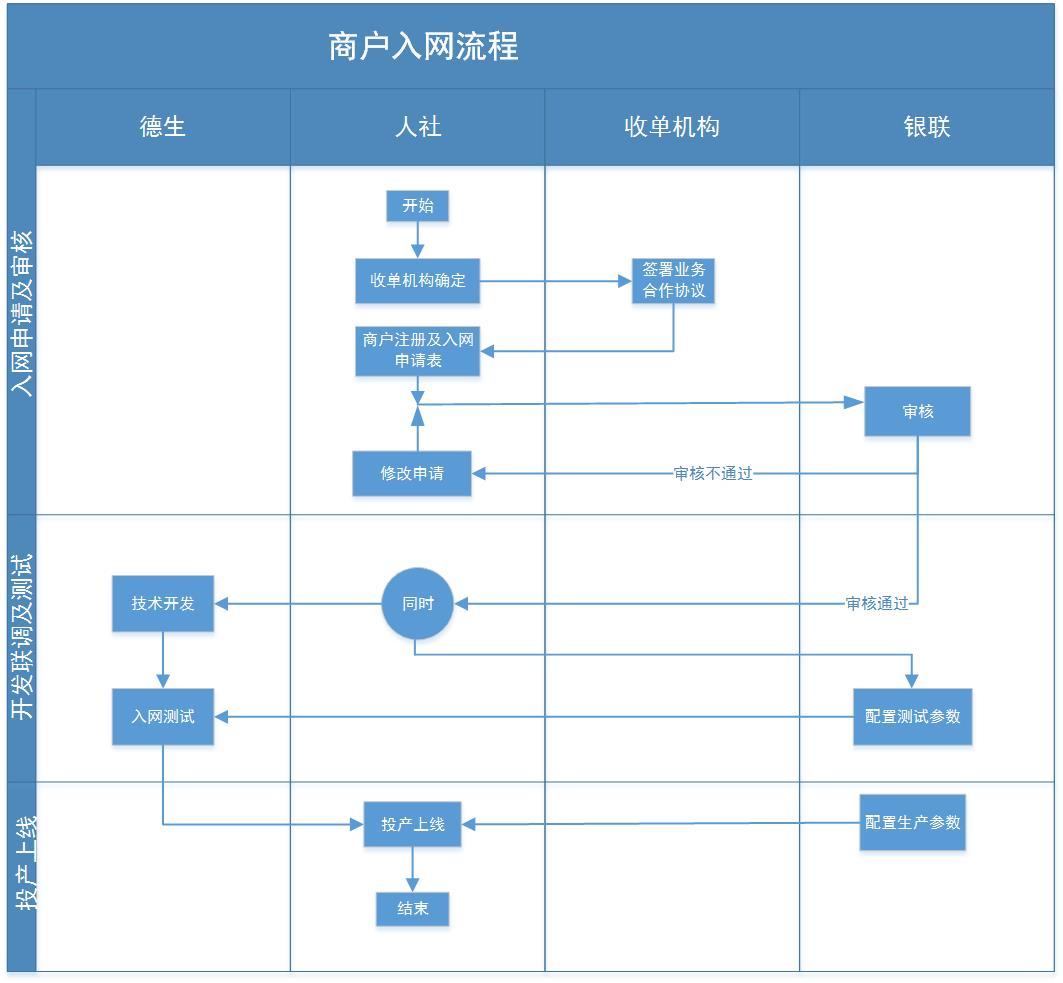 商户入网流程
德生
人社
收单机构
银联
入网申请及审核
开始
收单机构确定
签署业务
合作协议
商户注册及入网
申请表
审核
修改申请
审核不通过
开发联调及测试
技术开发
同时
审核通过
入网测试
配置测试参数
投产上线
投产上线
配置生产参数
结束